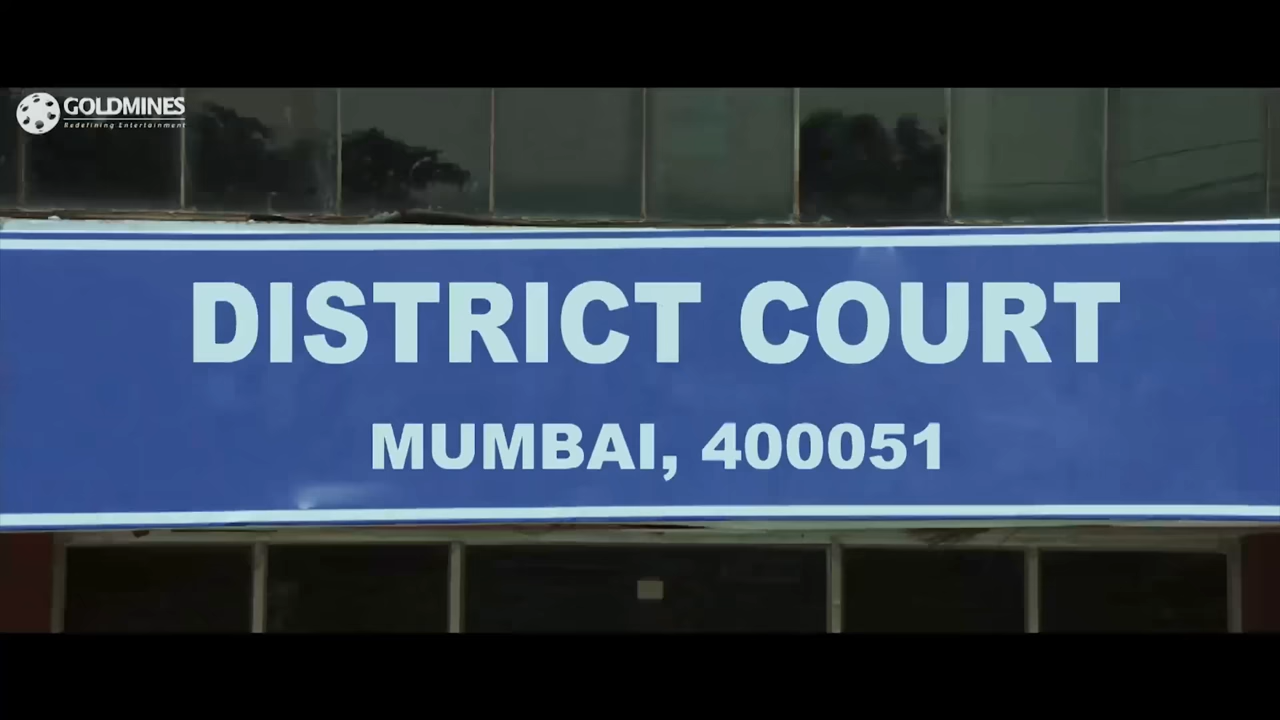 GOLDMINES
Redefining Entertainment
DISTRICT COURT
MUMBAI, 400051